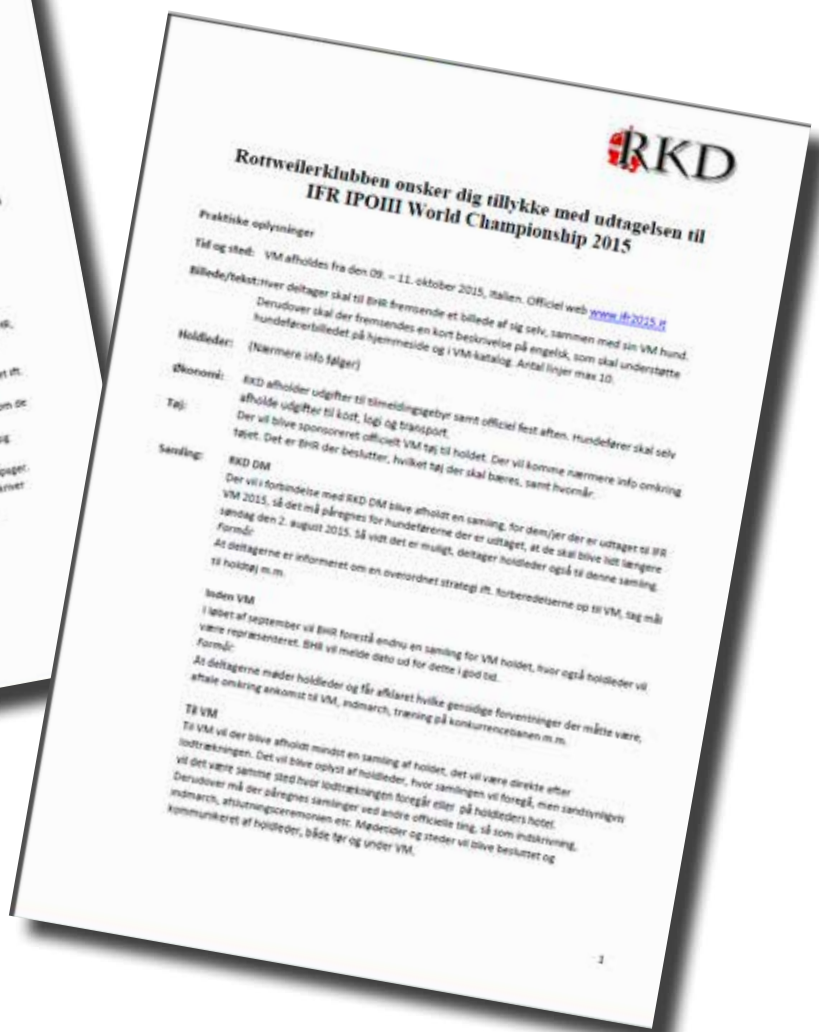 RKD
Rottweilerklubben ønsker dig tillykke med udtagelsen til
IFR IPOIII World Championship 2015
Praktiske oplysninger
Tid og sted: VM afholdes fra den 09. – 11. oktober 2015, Italien. Officiel web www.ifr2015.it
Billede/tekst: Hver deltager skal til BHR fremsende et billede af sig selv, sammen med sin VM hund.
Derudover skal der fremsendes en kort beskrivelse på engelsk, som skal understøtte
hundeførerbilledet på hjemmeside og i VM-katalog. Antal linjer max 10.
Holdleder: (Nærmere info følger)
Økonomi: RKD afholder udgifter til tilmeldingsgebyr samt officiel fest aften. Hundefører skal selv
afholde udgifter til kost, logi og transport.
Tøj: Der vil blive sponsoreret officielt VM tøj til holdet. Der vil komme nærmere info omkring
tøjet. Det er BHR der beslutter, hvilket tøj der skal bæres, samt hvornår.
Samling: RKD DM
Der vil i forbindelse med RKD DM blive afholdt en samling, for dem/jer der er udtaget til IFR
VM 2015, så det må påregnes for hundeførerne der er udtaget, at de skal blive lidt længere
søndag den 2. august 2015. Så vidt det er muligt, deltager holdleder også til denne samling.
Formål:
At deltagerne er informeret om en overordnet strategi ift. forberedelserne op til VM, tag mål
til holdtøj m.m.
Inden VM
I løbet af september vil BHR forestå endnu en samling for VM holdet, hvor også holdleder vil
være repræsenteret. BHR vil melde dato ud for dette i god tid.
Formål:
At deltagerne møder holdleder og får afklaret hvilke gensidige forventninger der måtte være,
aftale omkring ankomst til VM, indmarch, træning på konkurrencebanen m.m.
Til VM
Til VM vil der blive afholdt mindst en samling af holdet, det vil være direkte efter
lodtrækningen. Det vil blive oplyst af holdleder, hvor samlingen vil foregå, men sandsynligvis
vil det være samme sted hvor lodtrækningen foregår eller på holdleders hotel.
Derudover må der påregnes samlinger ved andre officielle ting, så som indskrivning,
indmarch, afslutningsceremonien etc. Mødetider og steder vil blive besluttet og
kommunikeret af holdleder, både før og under VM.
1